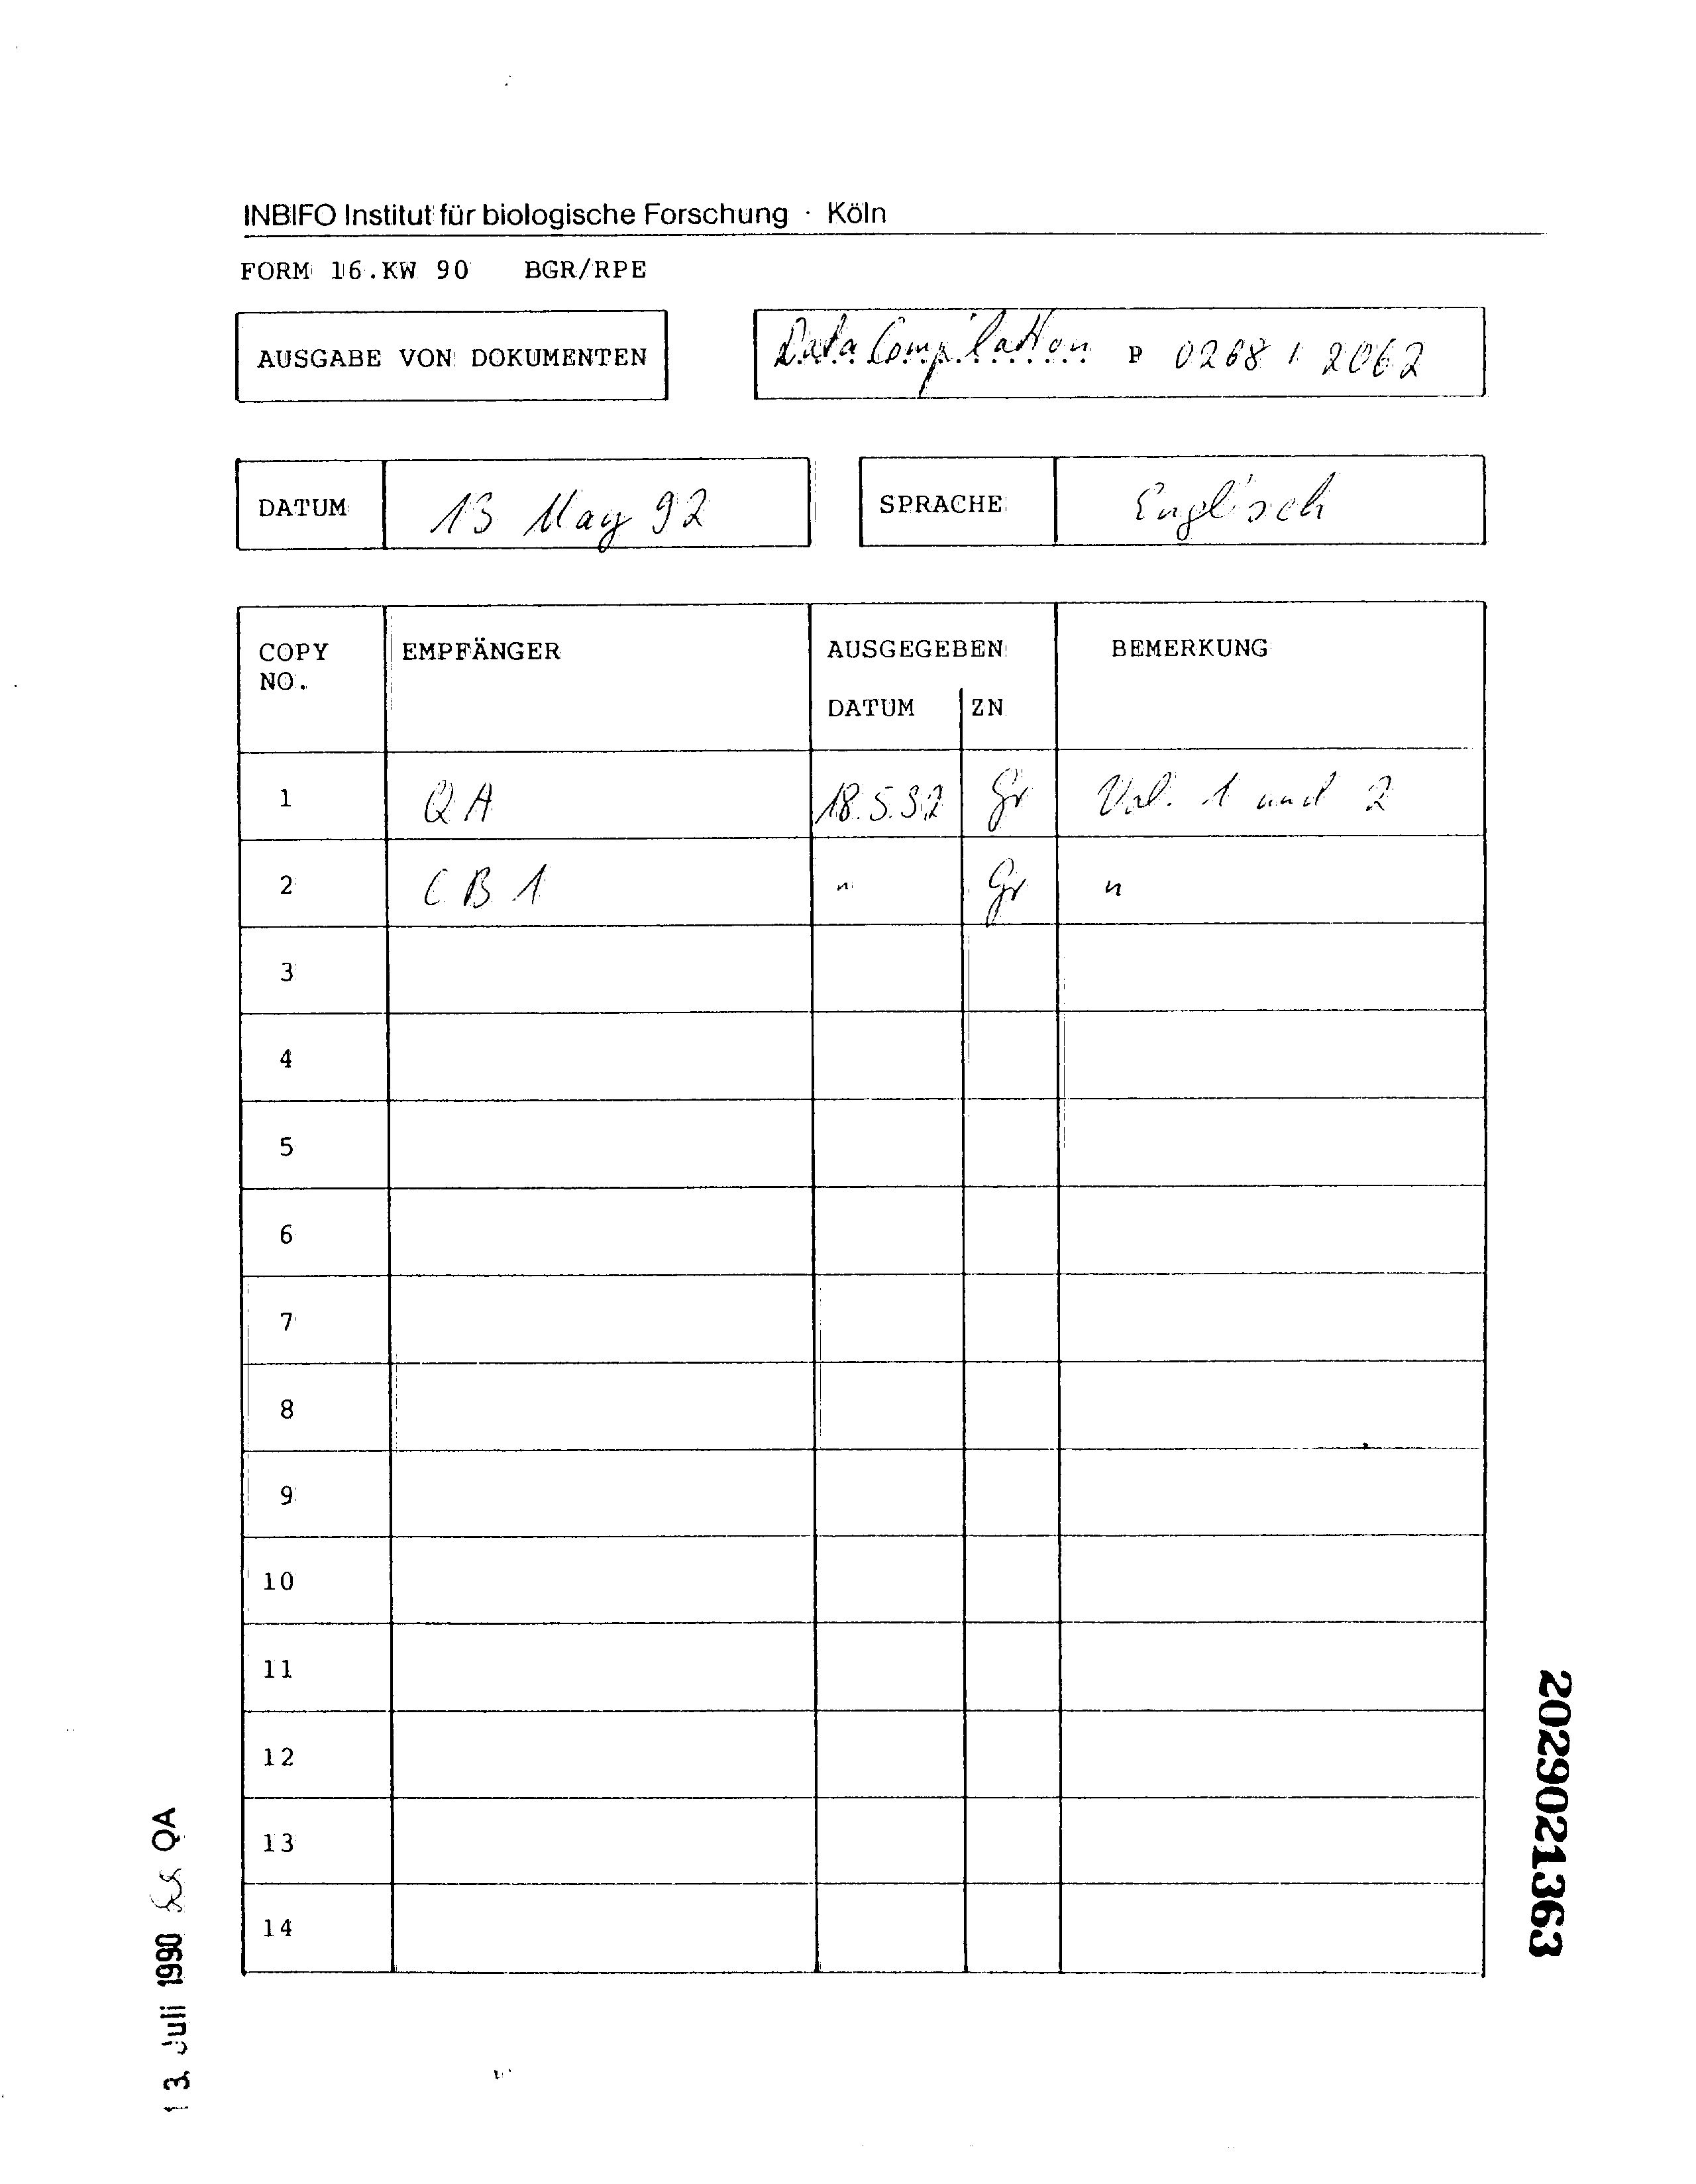 INBIFO Institut für biologische Forschung · Köln
FORM 16.KW 90 BGR/RPE
AUSGABE VON DOKUMENTEN
Data Compilation P 0268 / 2062
DATUM 13 May 92
SPRACHE Englisch
COPY NO. EMPFÄNGER AUSGEGEBEN BEMERKUNG
DATUM ZN
1 QA 18.5.92 Gr Vol. 1 und 2
2 CB 1 " Gr "
3
4
5
6
7
8
9
10
11
12
13
14
13. Juli 1990 QA
2029021363